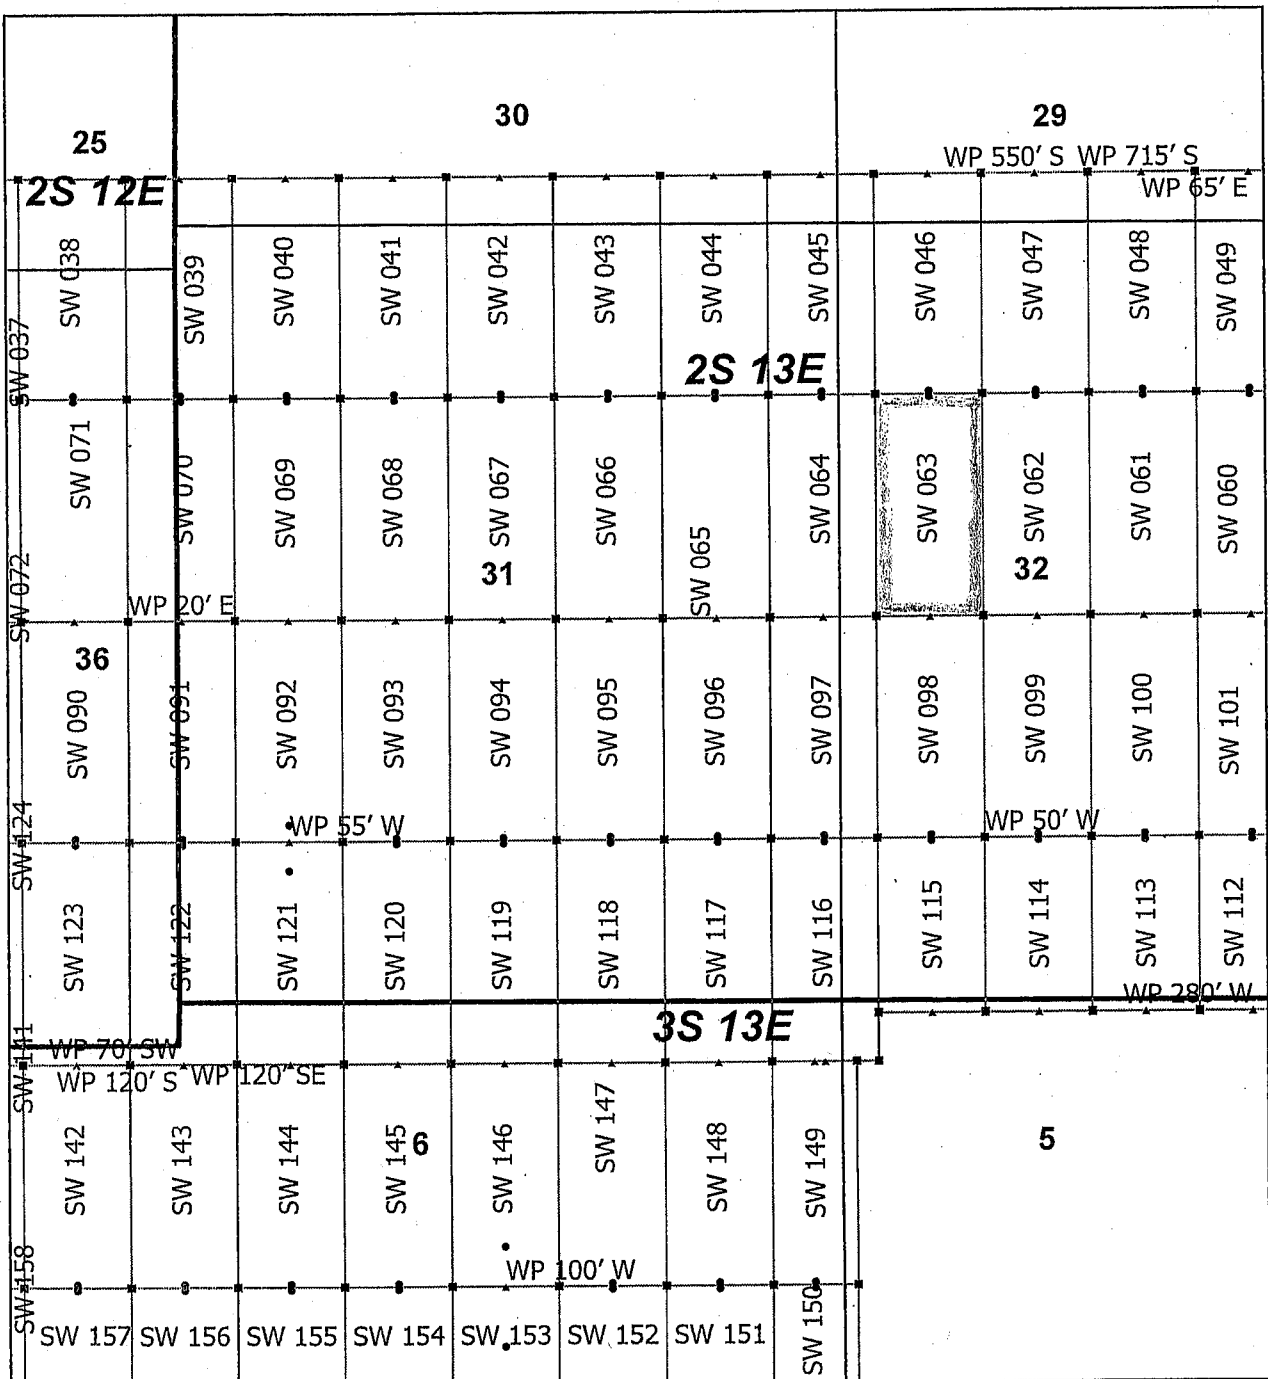 30
29
25
WP 550' S WP 715' S
2S 12E
WP 65' E
SW 037
SW 038
SW 039
SW 040
SW 041
SW 042
SW 043
SW 044
SW 045
SW 046
SW 047
SW 048
SW 049
2S 13E
SW 072
SW 071
SW 070
SW 069
SW 068
SW 067
SW 066
SW 065
SW 064
SW 063
SW 062
SW 061
SW 060
31
32
WP 20' E
36
SW 124
SW 090
SW 091
SW 092
SW 093
SW 094
SW 095
SW 096
SW 097
SW 098
SW 099
SW 100
SW 101
WP 55' W
WP 50' W
SW 123
SW 122
SW 121
SW 120
SW 119
SW 118
SW 117
SW 116
SW 115
SW 114
SW 113
SW 112
WP 280' W
3S 13E
WP 70' SW
WP 120' S
WP 120' SE
SW 141
SW 142
SW 143
SW 144
SW 145
6
SW 146
SW 147
SW 148
SW 149
5
WP 100' W
SW 158
SW 157
SW 156
SW 155
SW 154
SW 153
SW 152
SW 151
SW 150